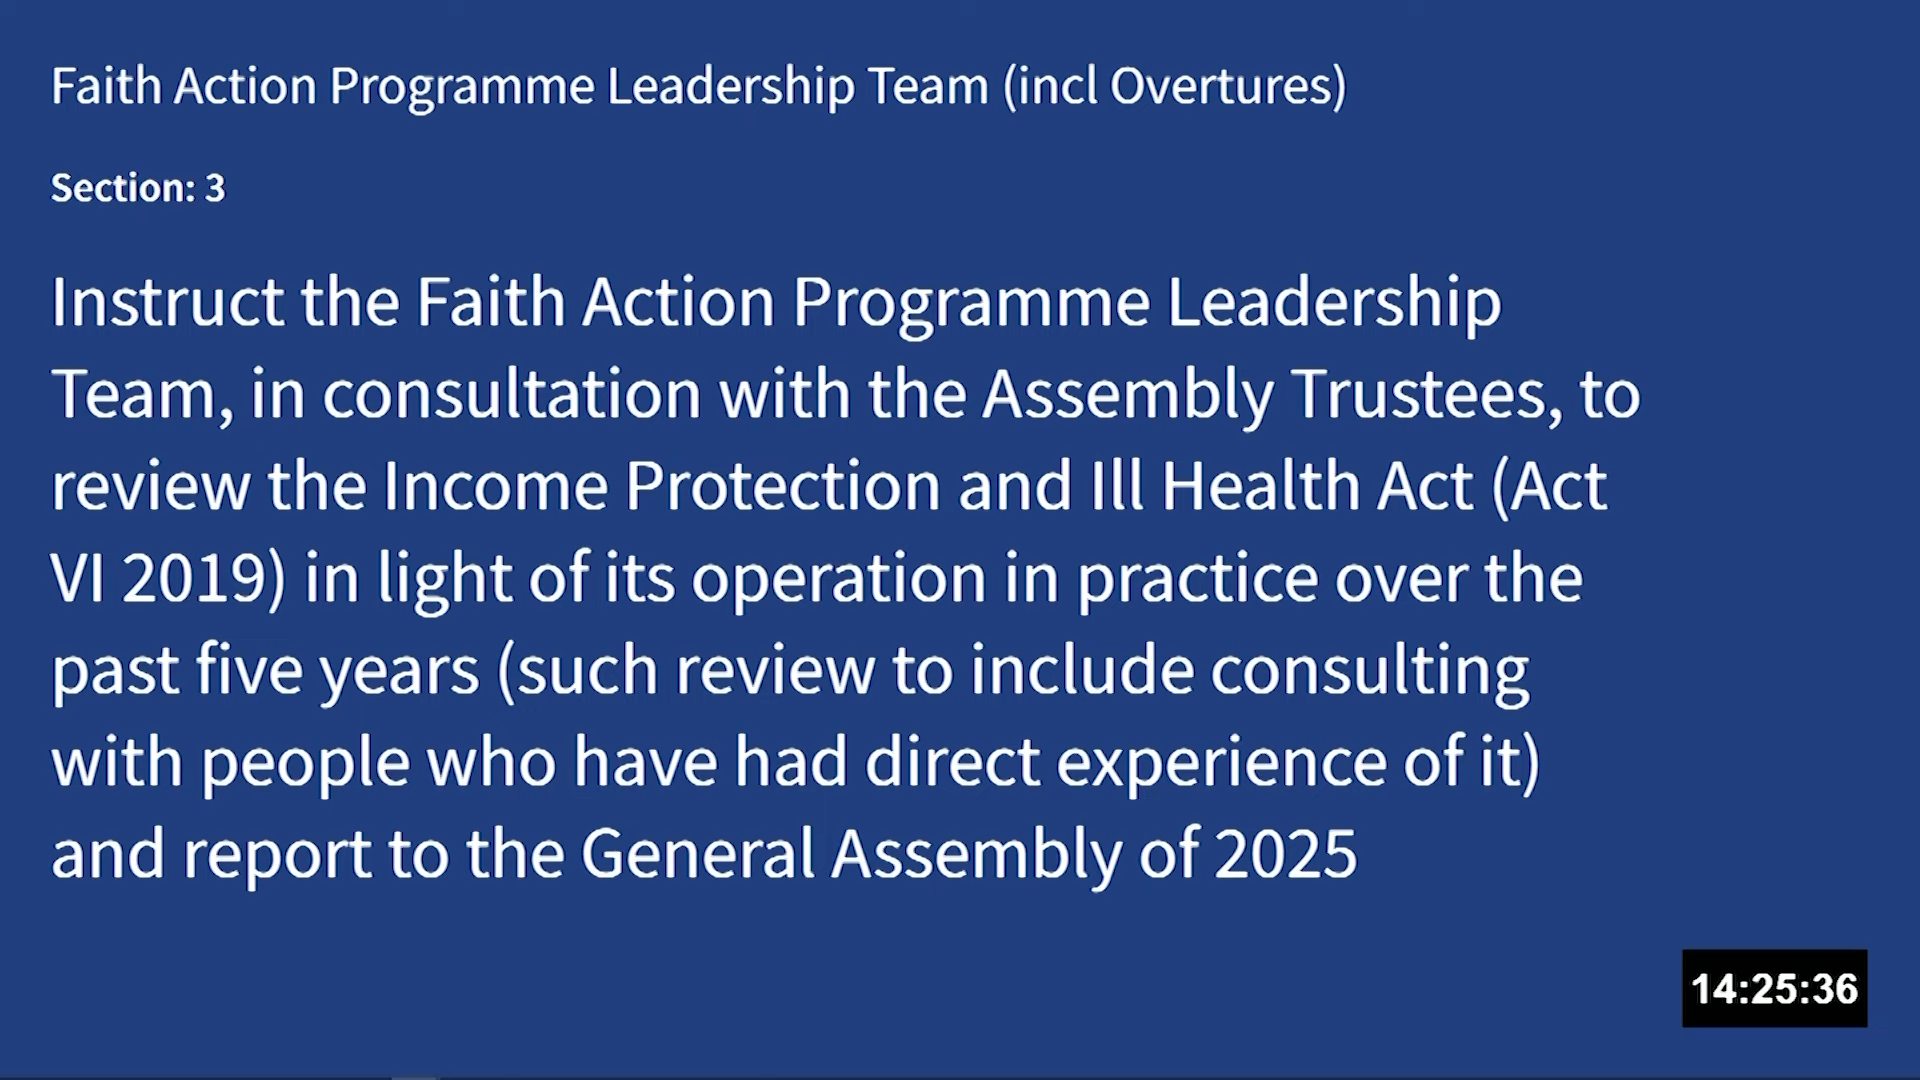 Faith Action Programme Leadership Team (incl Overtures)
Section: 3
Instruct the Faith Action Programme Leadership
Team, in consultation with the Assembly Trustees, to
review the Income Protection and Ill Health Act (Act
VI 2019) in light of its operation in practice over the
past five years (such review to include consulting
with people who have had direct experience of it)
and report to the General Assembly of 2025
14:25:36